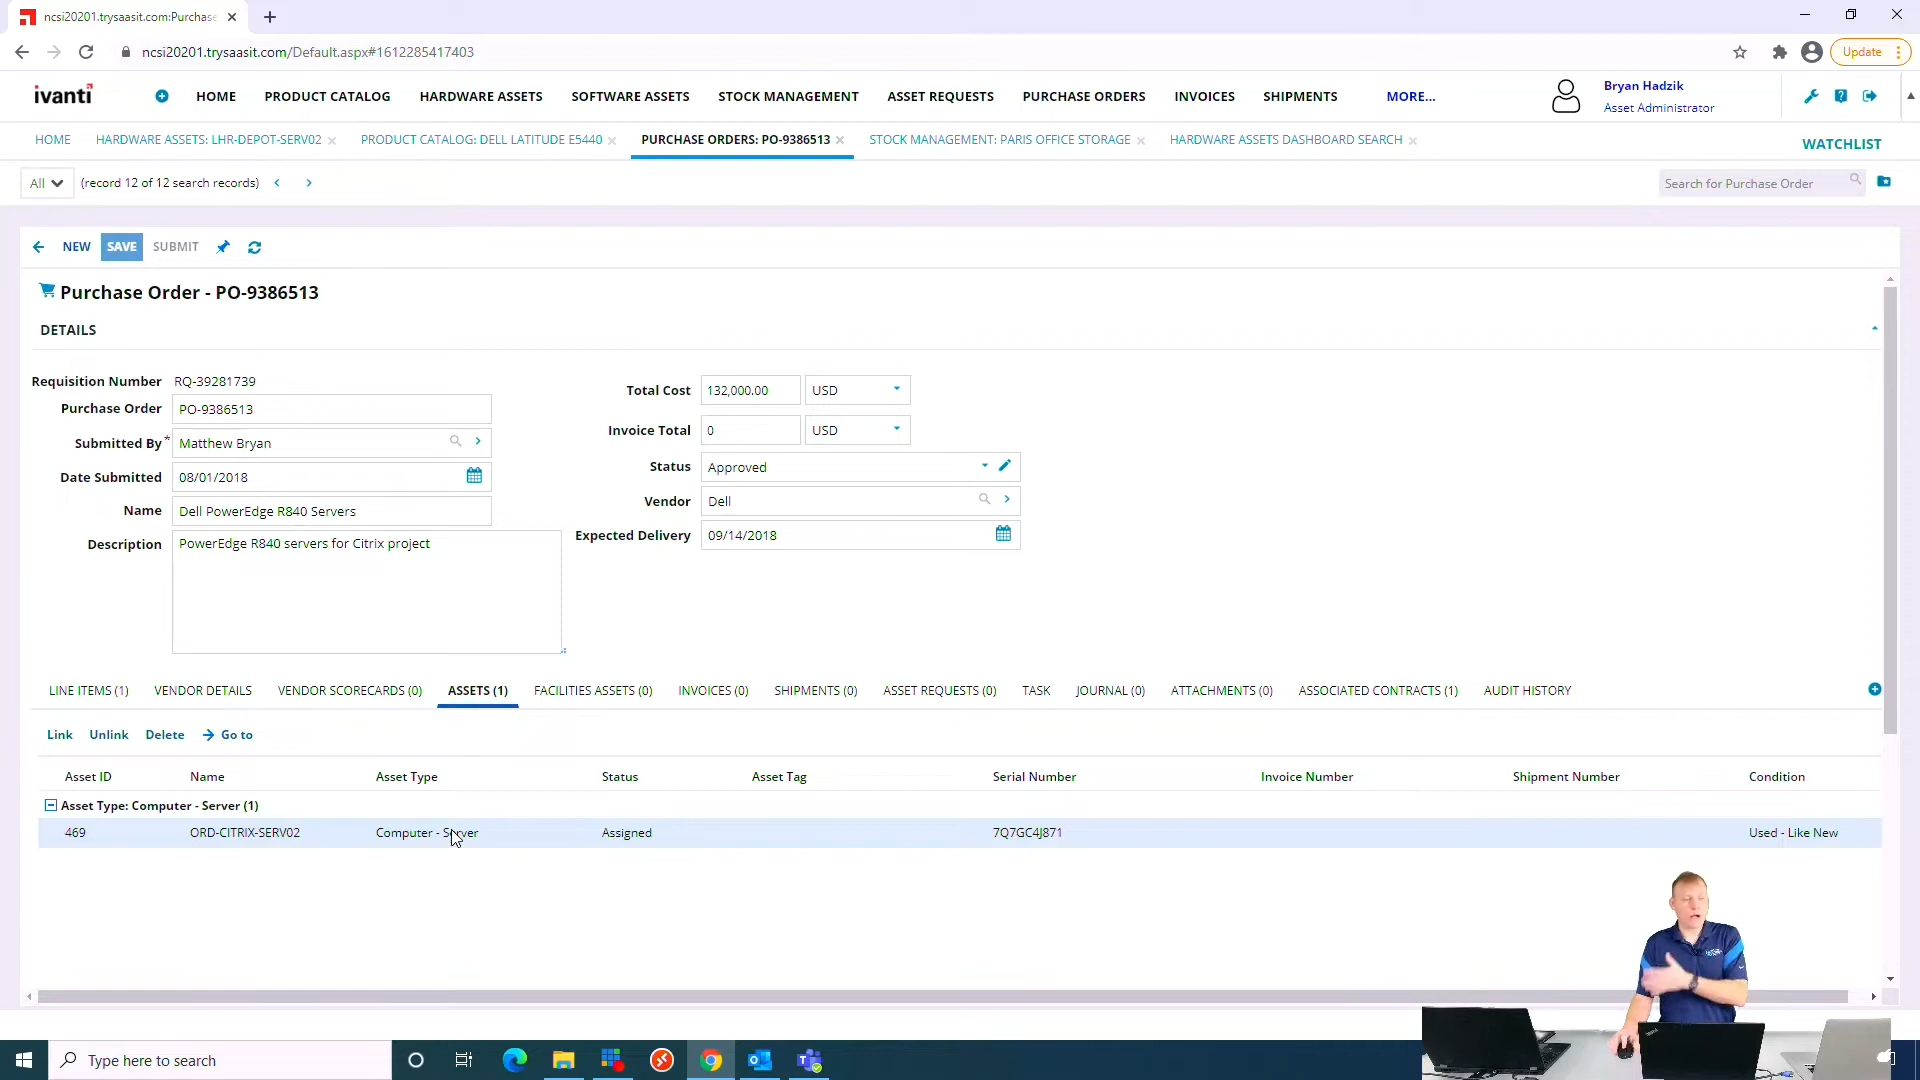 ncsi20201.trysaasit.com:Purchase
ncsi20201.trysaasit.com/Default.aspx#1612285417403
Update
ivanti
HOME PRODUCT CATALOG HARDWARE ASSETS SOFTWARE ASSETS STOCK MANAGEMENT ASSET REQUESTS PURCHASE ORDERS INVOICES SHIPMENTS MORE...
Bryan Hadzik
Asset Administrator
HOME HARDWARE ASSETS: LHR-DEPOT-SERV02 PRODUCT CATALOG: DELL LATITUDE E5440 PURCHASE ORDERS: PO-9386513 STOCK MANAGEMENT: PARIS OFFICE STORAGE HARDWARE ASSETS DASHBOARD SEARCH
WATCHLIST
All (record 12 of 12 search records)
Search for Purchase Order
NEW SAVE SUBMIT
Purchase Order - PO-9386513
DETAILS
Requisition Number RQ-39281739
Purchase Order PO-9386513
Submited By * Matthew Bryan
Date Submitted 08/01/2018
Name Dell PowerEdge R840 Servers
Description PowerEdge R840 servers for Citrix project
Total Cost 132,000.00 USD
Invoice Total 0 USD
Status Approved
Vendor Dell
Expected Delivery 09/14/2018
LINE ITEMS (1) VENDOR DETAILS VENDOR SCORECARDS (0) ASSETS (1) FACILITIES ASSETS (0) INVOICES (0) SHIPMENTS (0) ASSET REQUESTS (0) TASK JOURNAL (0) ATTACHMENTS (0) ASSOCIATED CONTRACTS (1) AUDIT HISTORY
Link Unlink Delete Go to
Asset ID Name Asset Type Status Asset Tag Serial Number Invoice Number Shipment Number Condition
Asset Type: Computer - Server (1)
469 ORD-CITRIX-SERV02 Computer - Server Assigned 7Q7GC4J871 Used - Like New
Type here to search